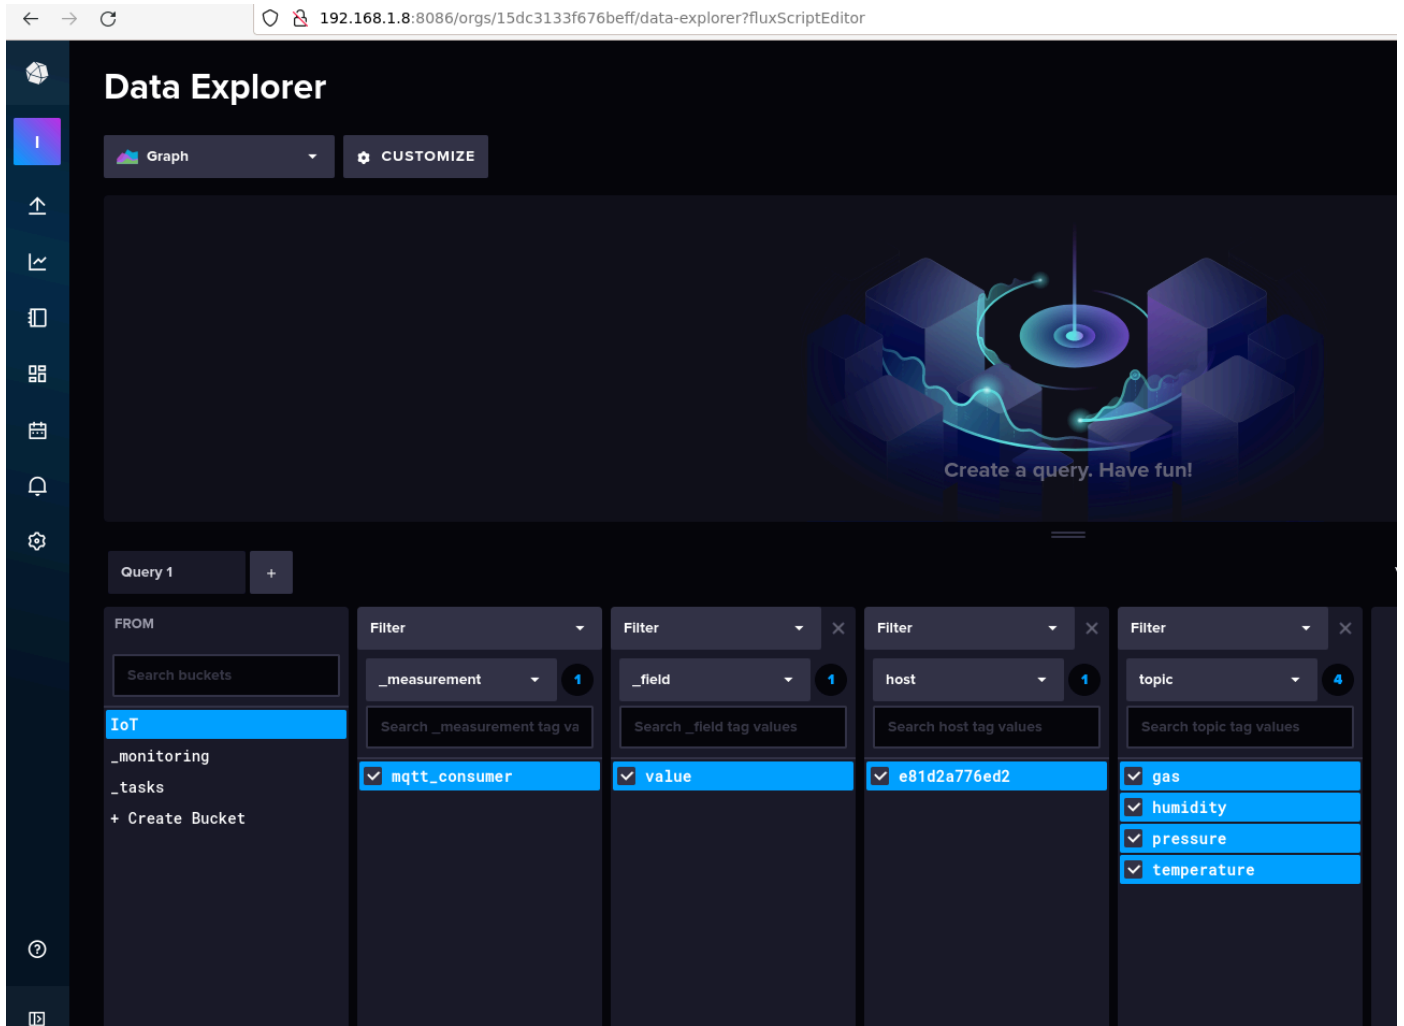 192.168.1.8:8086/orgs/15dc3133f676beff/data-explorer?fluxScriptEditor
Data Explorer
I
Graph
CUSTOMIZE
Create a query. Have fun!
Query 1
+
FROM
Search buckets
IoT
_monitoring
_tasks
+ Create Bucket
Filter
_measurement
1
Search _measurement tag va
mqtt_consumer
Filter
_field
1
Search _field tag values
value
Filter
host
1
Search host tag values
e81d2a776ed2
Filter
topic
4
Search topic tag values
gas
humidity
pressure
temperature